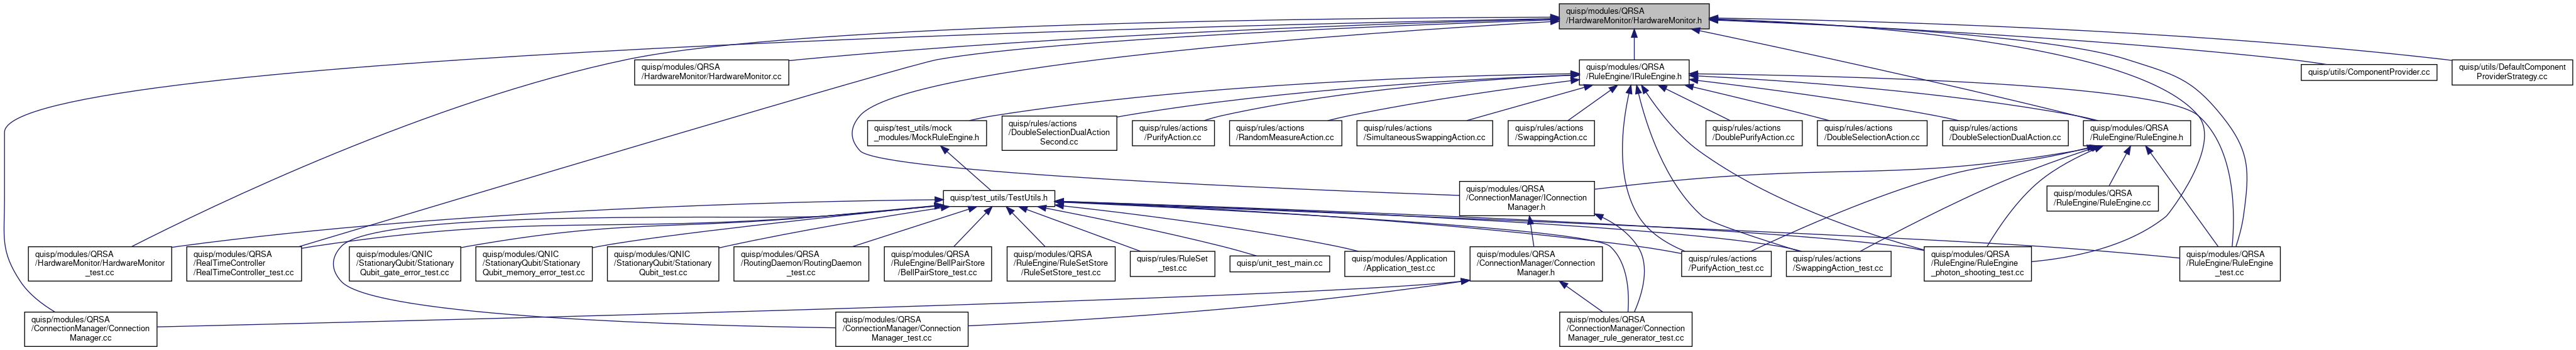 quisp/modules/QRSA
/HardwareMonitor/HardwareMonitor.h
quisp/modules/QRSA
/HardwareMonitor/HardwareMonitor.cc
quisp/modules/QRSA
/RuleEngine/IRuleEngine.h
quisp/utils/ComponentProvider.cc
quisp/utils/DefaultComponent
ProviderStrategy.cc
quisp/test_utils/mock
_modules/MockRuleEngine.h
quisp/rules/actions
/DoubleSelectionDualAction
Second.cc
quisp/rules/actions
/PurifyAction.cc
quisp/rules/actions
/RandomMeasureAction.cc
quisp/rules/actions
/SimultaneousSwappingAction.cc
quisp/rules/actions
/SwappingAction.cc
quisp/rules/actions
/DoublePurifyAction.cc
quisp/rules/actions
/DoubleSelectionAction.cc
quisp/rules/actions
/DoubleSelectionDualAction.cc
quisp/modules/QRSA
/RuleEngine/RuleEngine.h
quisp/test_utils/TestUtils.h
quisp/modules/QRSA
/ConnectionManager/IConnection
Manager.h
quisp/modules/QRSA
/RuleEngine/RuleEngine.cc
quisp/modules/QRSA
/HardwareMonitor/HardwareMonitor
_test.cc
quisp/modules/QRSA
/RealTimeController
/RealTimeController_test.cc
quisp/modules/QNIC
/StationaryQubit/Stationary
Qubit_gate_error_test.cc
quisp/modules/QNIC
/StationaryQubit/Stationary
Qubit_memory_error_test.cc
quisp/modules/QNIC
/StationaryQubit/Stationary
Qubit_test.cc
quisp/modules/QRSA
/RoutingDaemon/RoutingDaemon
_test.cc
quisp/modules/QRSA
/RuleEngine/BellPairStore
/BellPairStore_test.cc
quisp/modules/QRSA
/RuleEngine/RuleSetStore
/RuleSetStore_test.cc
quisp/rules/RuleSet
_test.cc
quisp/unit_test_main.cc
quisp/modules/Application
/Application_test.cc
quisp/modules/QRSA
/ConnectionManager/Connection
Manager.h
quisp/rules/actions
/PurifyAction_test.cc
quisp/rules/actions
/SwappingAction_test.cc
quisp/modules/QRSA
/RuleEngine/RuleEngine
_photon_shooting_test.cc
quisp/modules/QRSA
/RuleEngine/RuleEngine
_test.cc
quisp/modules/QRSA
/ConnectionManager/Connection
Manager.cc
quisp/modules/QRSA
/ConnectionManager/Connection
Manager_test.cc
quisp/modules/QRSA
/ConnectionManager/Connection
Manager_rule_generator_test.cc